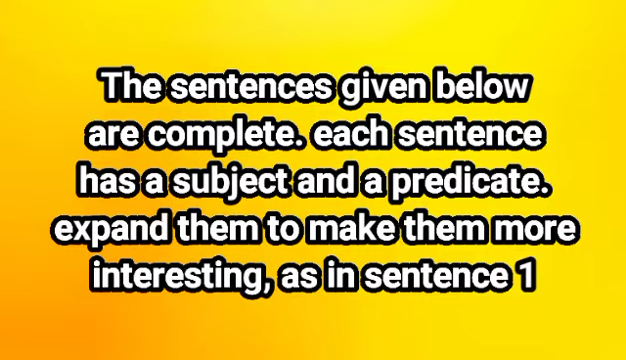 The sentences given below
are complete. each sentence
has a subject and a predicate.
expand them to make them more
interesting, as in sentence 1